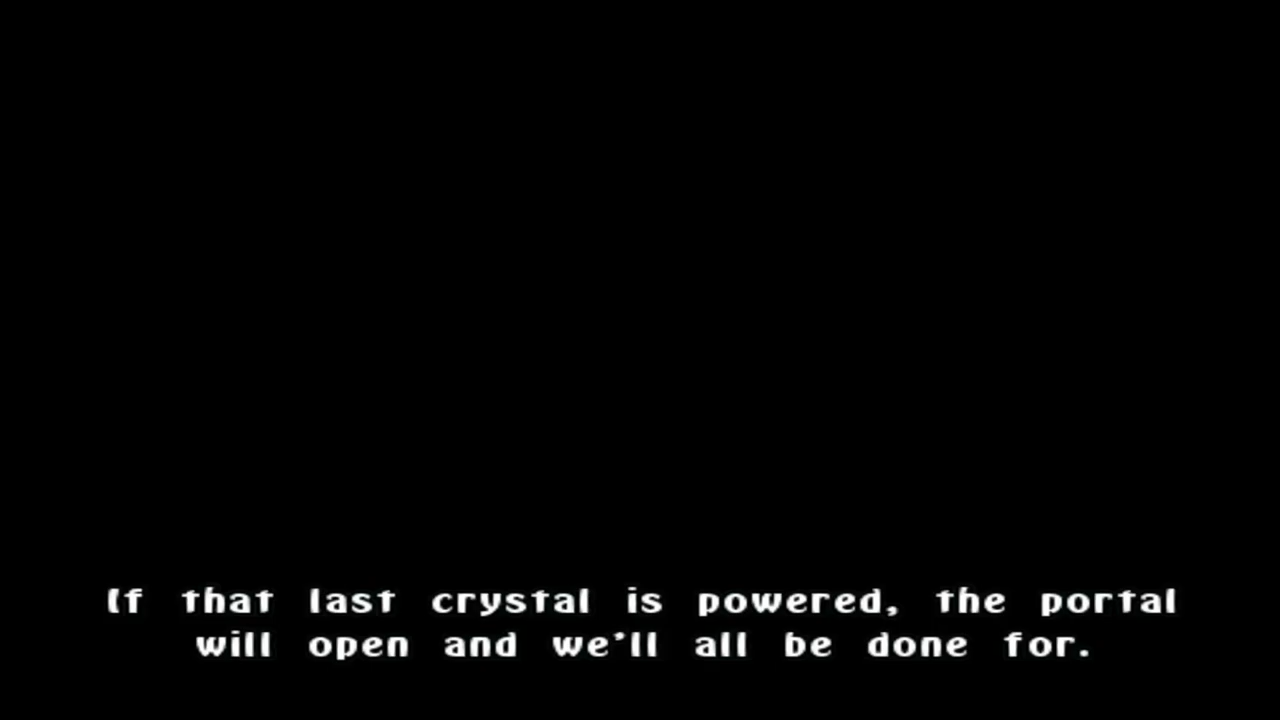 If that last crystal is powered, the portal
will open and we'll all be done for.